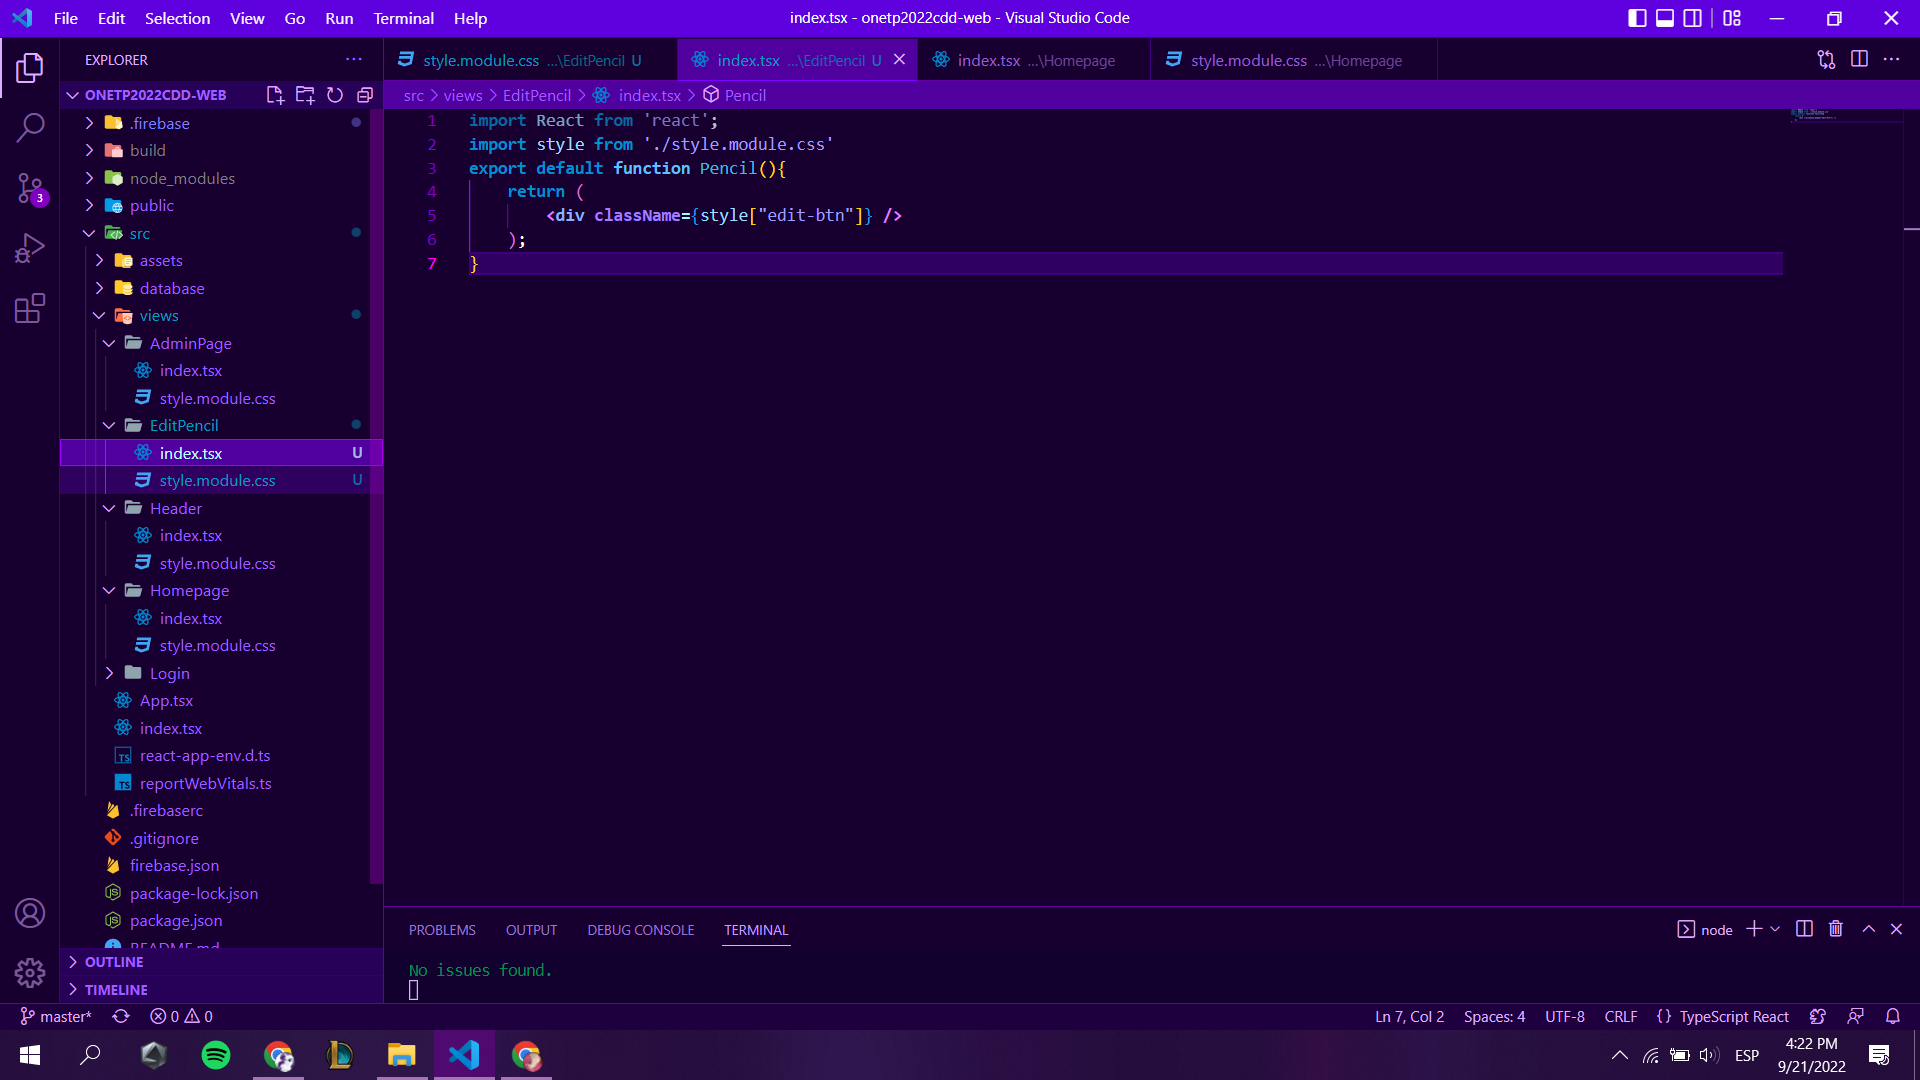 File Edit Selection View Go Run Terminal Help
index.tsx - onetp2022cdd-web - Visual Studio Code
EXPLORER
ONETP2022CDD-WEB
.firebase
build
node_modules
public
src
assets
database
views
AdminPage
index.tsx
style.module.css
EditPencil
index.tsx U
style.module.css U
Header
index.tsx
style.module.css
Homepage
index.tsx
style.module.css
Login
App.tsx
index.tsx
react-app-env.d.ts
reportWebVitals.ts
.firebaserc
.gitignore
firebase.json
package-lock.json
package.json
README.md
OUTLINE
TIMELINE
3
style.module.css ...\EditPencil U
index.tsx ...\EditPencil U
index.tsx ...\Homepage
style.module.css ...\Homepage
src > views > EditPencil > index.tsx > Pencil
1 import React from 'react';
2 import style from './style.module.css'
3 export default function Pencil(){
4 return (
5 <div className={style["edit-btn"]} />
6 );
7 }
PROBLEMS OUTPUT DEBUG CONSOLE TERMINAL
node
No issues found.
master* 0 0
Ln 7, Col 2 Spaces: 4 UTF-8 CRLF {} TypeScript React
ESP
4:22 PM
9/21/2022